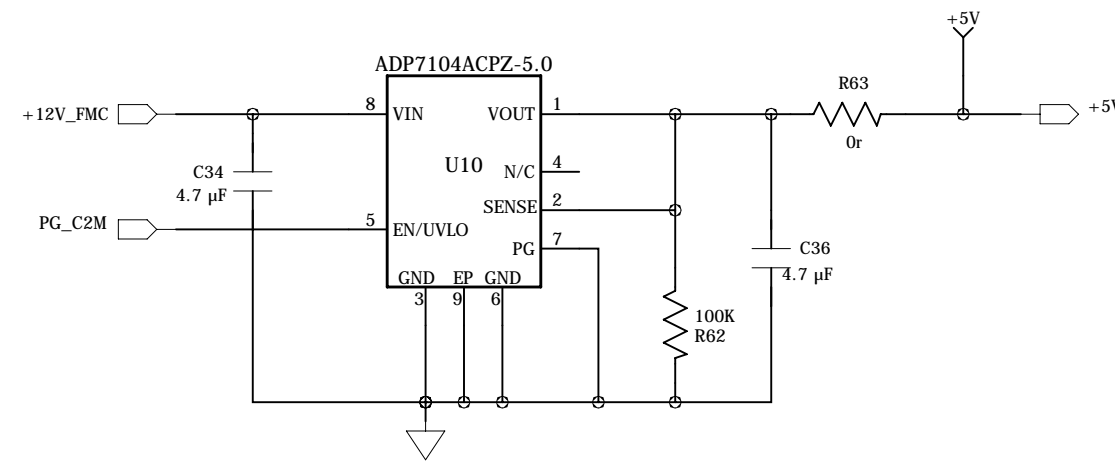 +5V
ADP7104ACPZ-5.0
R63
+12V_FMC
8
VIN
VOUT
1
+5V
0r
U10
N/C
4
C34
4.7 µF
SENSE
2
PG_C2M
5
EN/UVLO
PG
7
C36
4.7 µF
GND
EP
GND
3
9
6
100K
R62